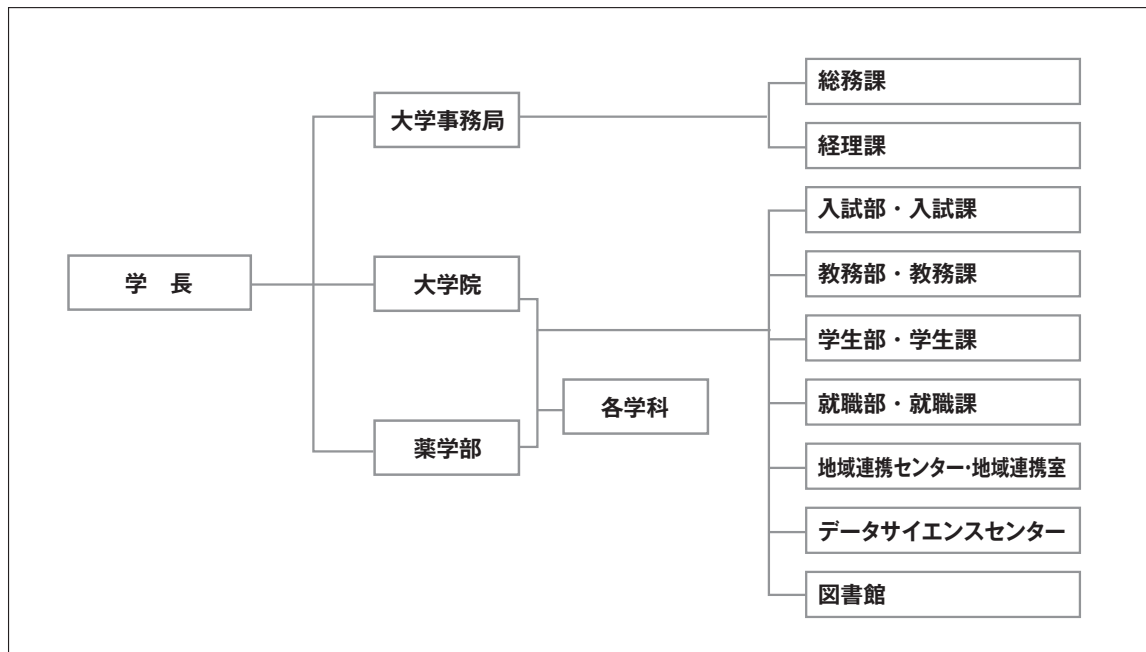 学　長
大学事務局
大学院
薬学部
各学科
総務課
経理課
入試部・入試課
教務部・教務課
学生部・学生課
就職部・就職課
地域連携センター・地域連携室
データサイエンスセンター
図書館